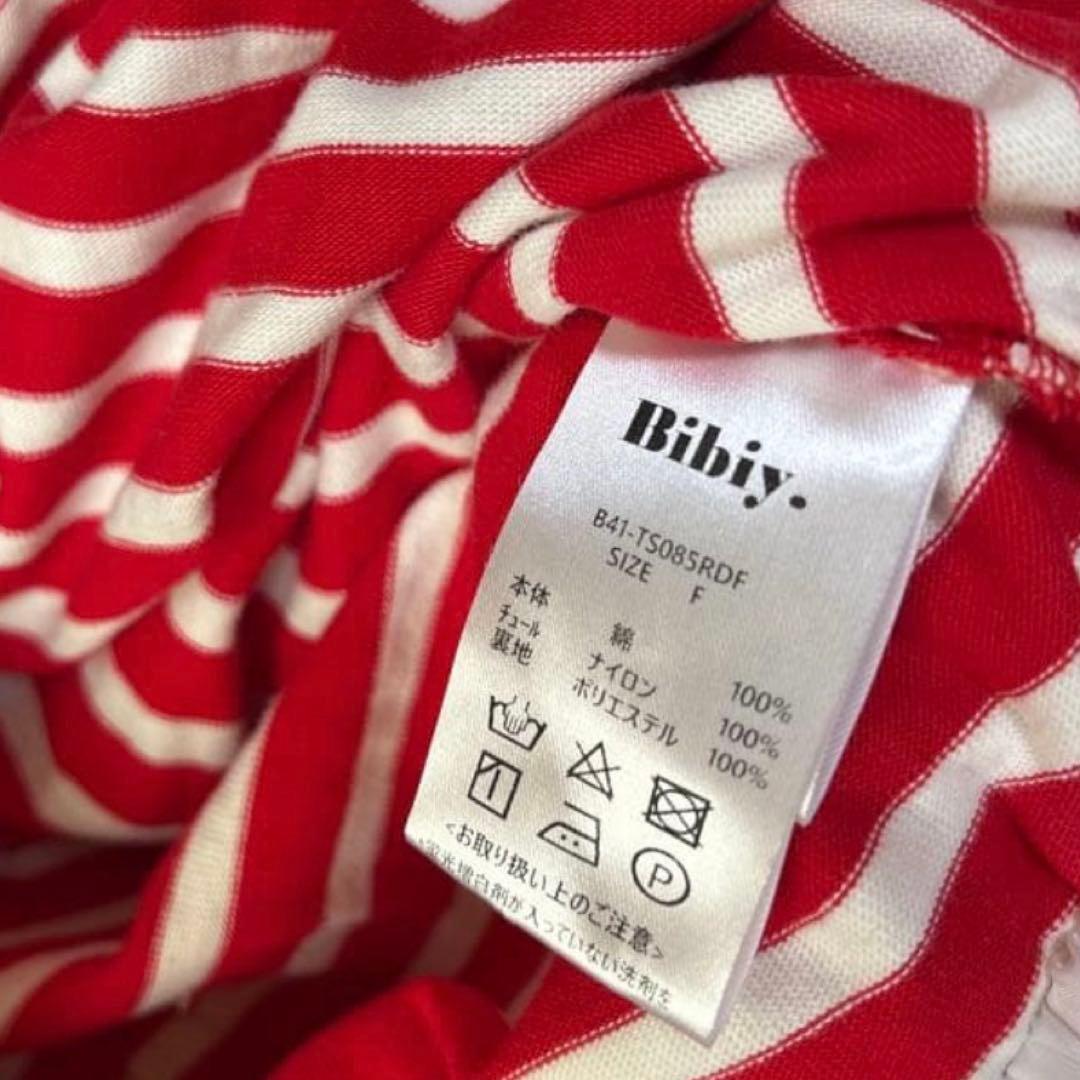 Bibiy.
B41-TS085RDF
SIZE F
本体 綿 100%
チュール ナイロン 100%
裏地 ポリエステル 100%
P
<お取り扱い上のご注意>
・蛍光増白剤が入っていない洗剤を